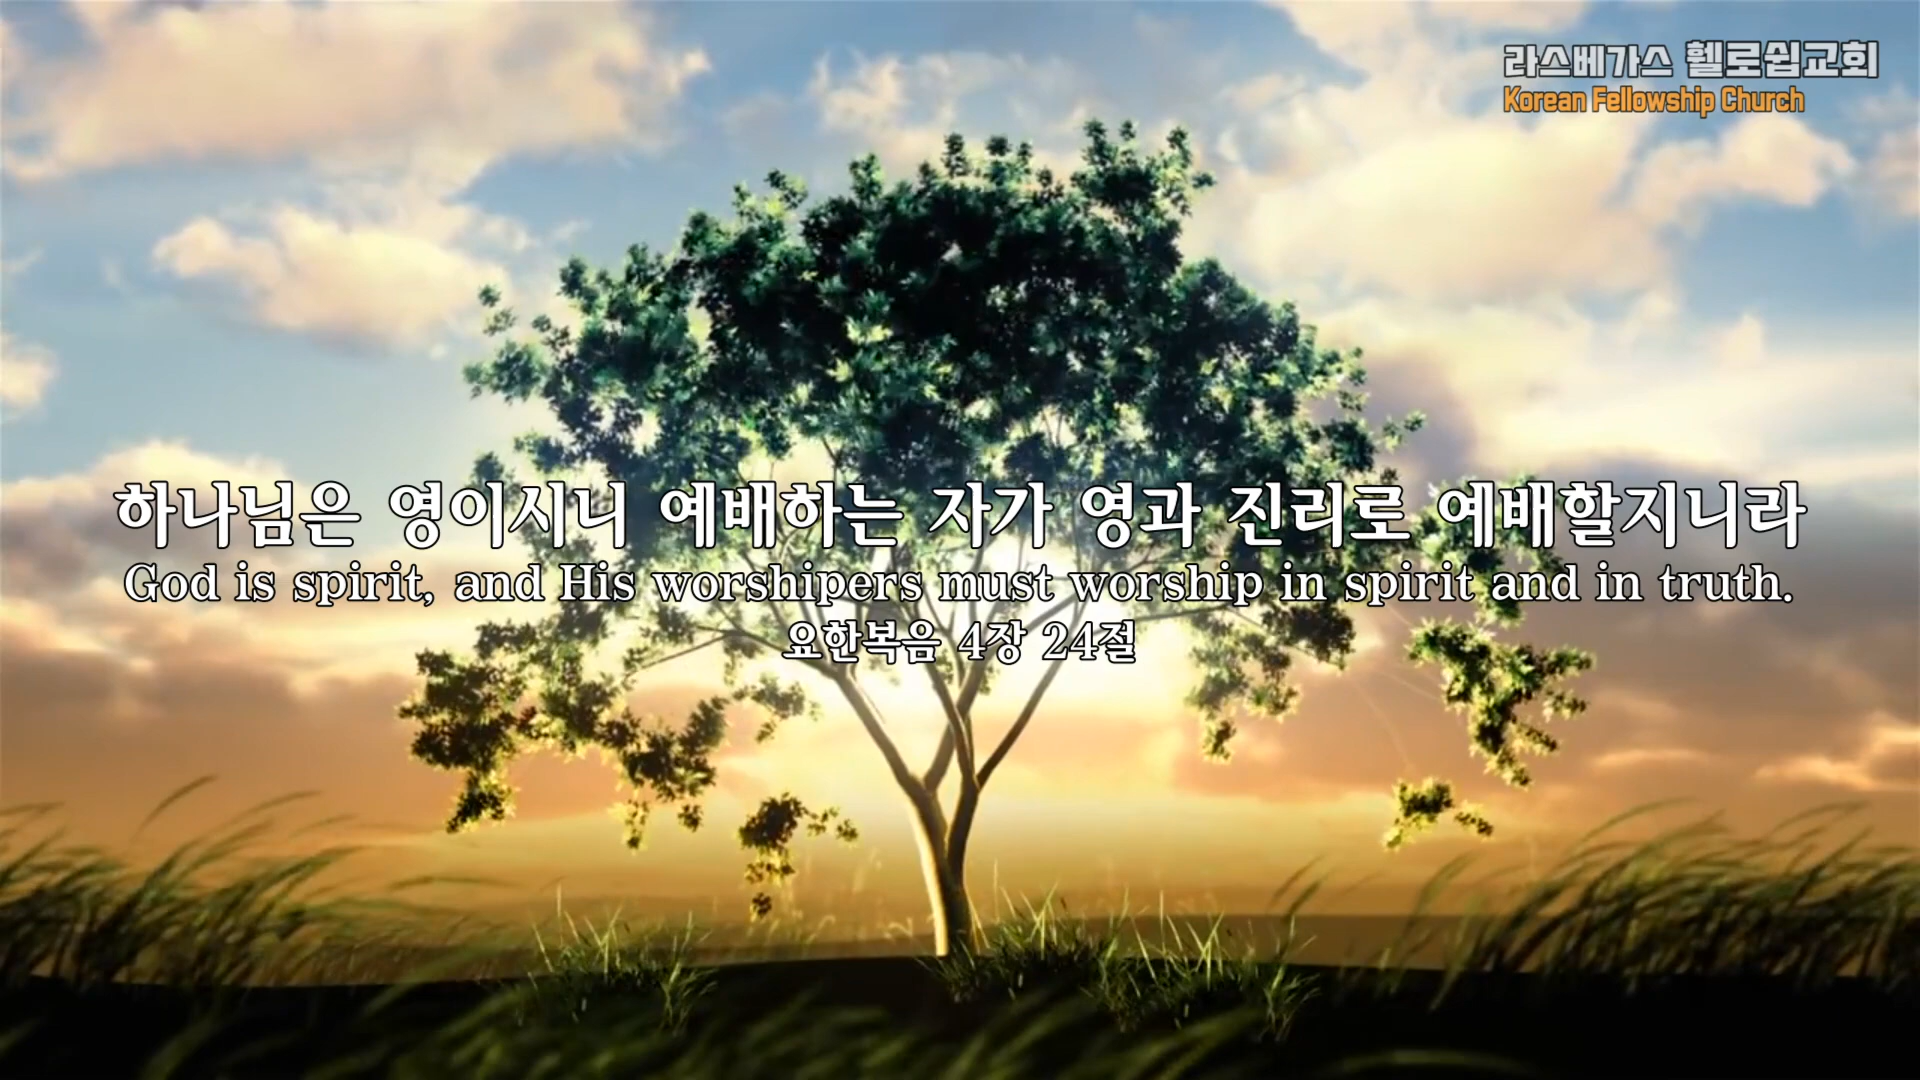 라스베가스 휄로쉽교회
Korean Fellowship Church
하나님은 영이시니 예배하는 자가 영과 진리로 예배할지니라
God is spirit, and His worshipers must worship in spirit and in truth.
요한복음 4장 24절